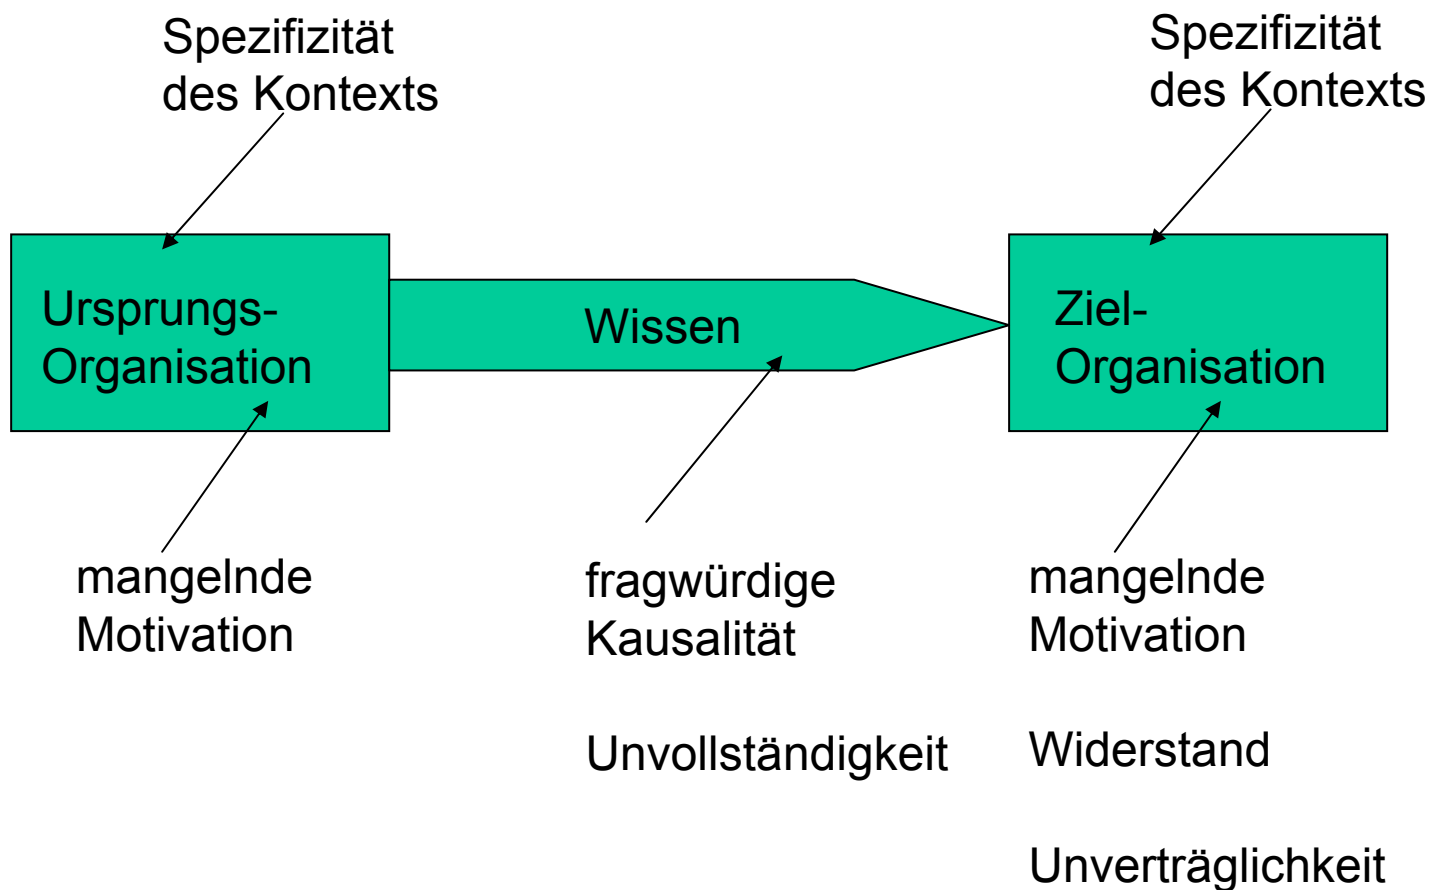 Spezifizität
des Kontexts
Spezifizität
des Kontexts
Ursprungs-
Organisation
Wissen
Ziel-
Organisation
mangelnde
Motivation
fragwürdige
Kausalität
Unvollständigkeit
mangelnde
Motivation
Widerstand
Unverträglichkeit